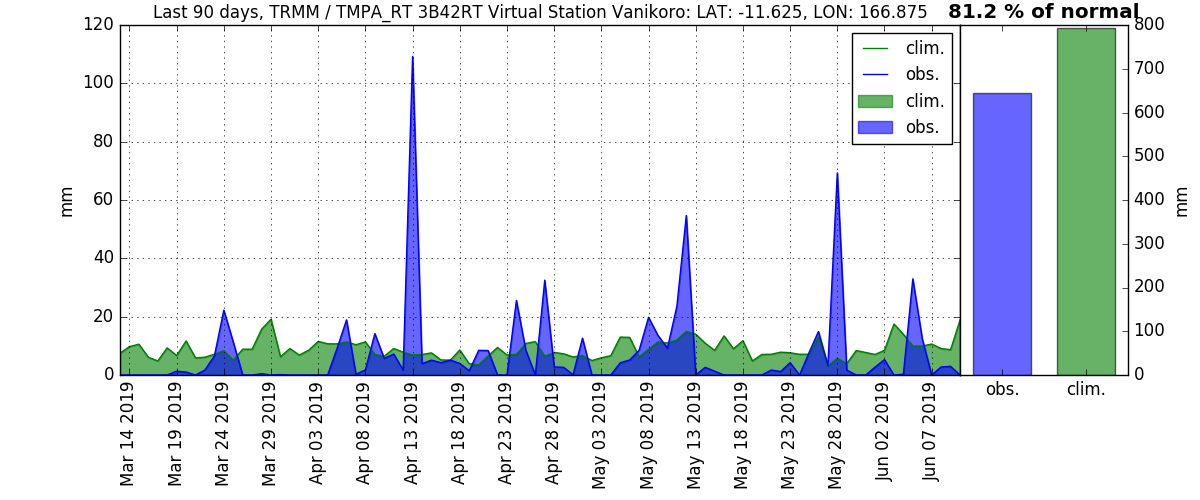 Last 90 days, TRMM / TMPA_RT 3B42RT Virtual Station Vanikoro: LAT: -11.625, LON: 166.875
81.2 % of normal
120
100
80
60
40
20
0
mm
clim.
obs.
clim.
obs.
800
700
600
500
400
300
200
100
0
mm
Mar 14 2019
Mar 19 2019
Mar 24 2019
Mar 29 2019
Apr 03 2019
Apr 08 2019
Apr 13 2019
Apr 18 2019
Apr 23 2019
Apr 28 2019
May 03 2019
May 08 2019
May 13 2019
May 18 2019
May 23 2019
May 28 2019
Jun 02 2019
Jun 07 2019
obs.
clim.